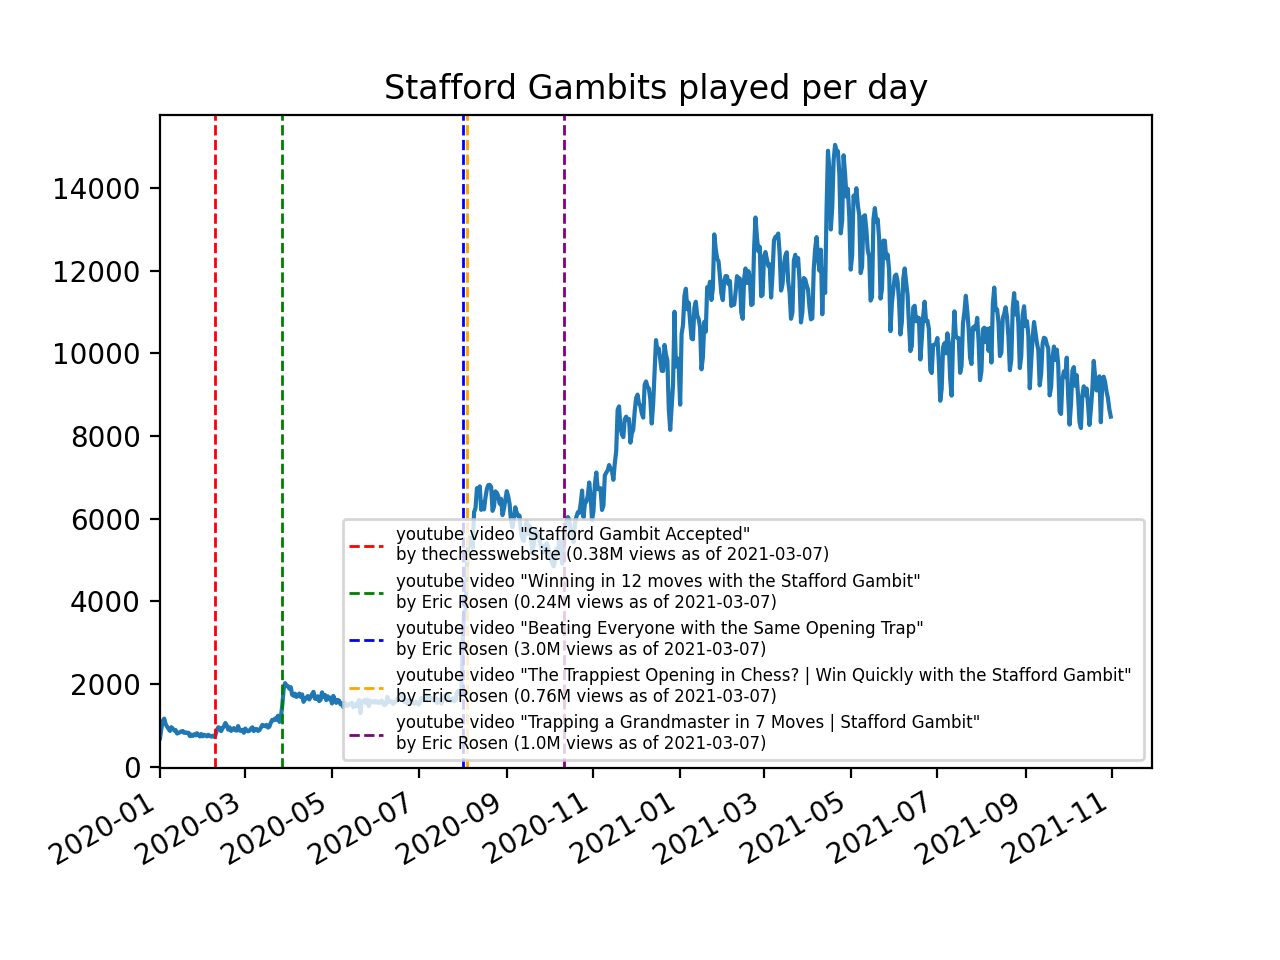 Stafford Gambits played per day
14000
12000
10000
8000
6000
4000
2000
0
youtube video "Stafford Gambit Accepted"
by thechesswebsite (0.38M views as of 2021-03-07)
youtube video "Winning in 12 moves with the Stafford Gambit"
by Eric Rosen (0.24M views as of 2021-03-07)
youtube video "Beating Everyone with the Same Opening Trap"
by Eric Rosen (3.0M views as of 2021-03-07)
youtube video "The Trappiest Opening in Chess? | Win Quickly with the Stafford Gambit"
by Eric Rosen (0.76M views as of 2021-03-07)
youtube video "Trapping a Grandmaster in 7 Moves | Stafford Gambit"
by Eric Rosen (1.0M views as of 2021-03-07)
2020-01
2020-03
2020-05
2020-07
2020-09
2020-11
2021-01
2021-03
2021-05
2021-07
2021-09
2021-11